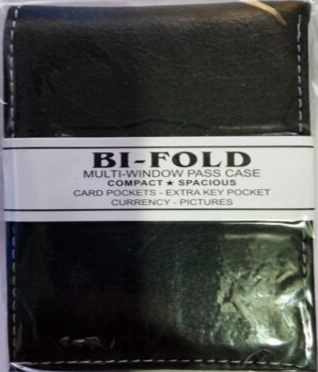 BI-FOLD
MULTI-WINDOW PASS CASE
COMPACT ★ SPACIOUS
CARD POCKETS - EXTRA KEY POCKET
CURRENCY - PICTURES